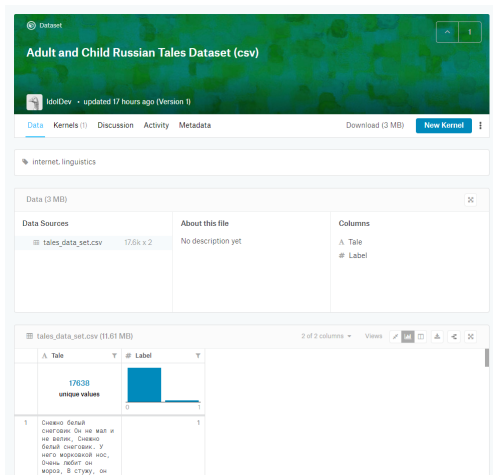 Dataset
1
Adult and Child Russian Tales Dataset (csv)
IdolDev • updated 17 hours ago (Version 1)
Data Kernels (1) Discussion Activity Metadata Download (3 MB) New Kernel
internet, linguistics
Data (3 MB)
Data Sources About this file Columns
tales_data_set.csv 17.6k x 2 No description yet A Tale
# Label
tales_data_set.csv (11.61 MB) 2 of 2 columns Views
A Tale # Label
17638
unique values
0 1
1 Снежно белый 1
снеговик Он не мал и
не велик, Снежно
белый снеговик. У
него морковкой нос,
Очень любит он
мороз, В стужу, он